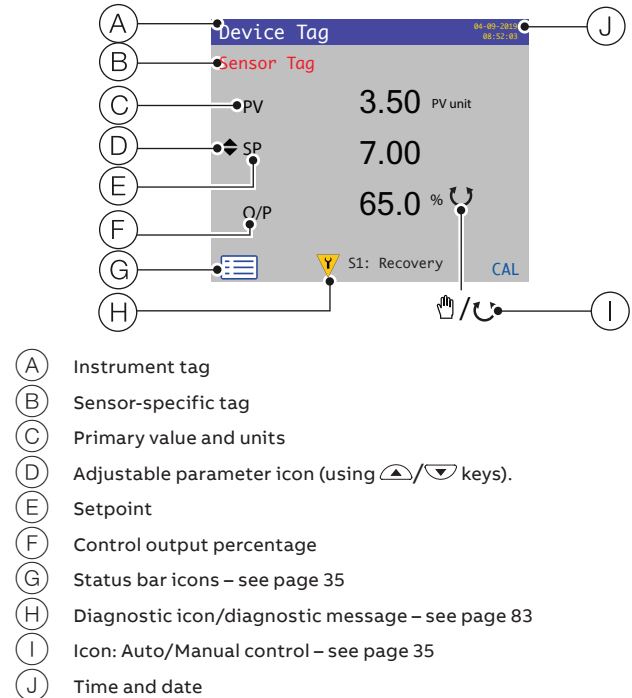 A
Device Tag
04-09-2019
08:52:03
J
B
Sensor Tag
C
PV
3.50 PV unit
D
SP
7.00
E
O/P
65.0 %
F
G
S1: Recovery
CAL
H
/
I
A Instrument tag
B Sensor-specific tag
C Primary value and units
D Adjustable parameter icon (using / keys).
E Setpoint
F Control output percentage
G Status bar icons – see page 35
H Diagnostic icon/diagnostic message – see page 83
I Icon: Auto/Manual control – see page 35
J Time and date